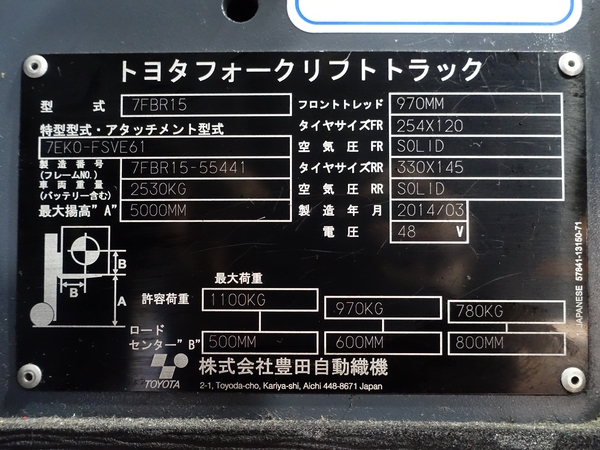 トヨタフォークリフトトラック
型 式 7FBR15
特型型式・アタッチメント型式
7EK0-FSVE61
製造番号 (フレームNO.) 7FBR15-55441
車両重量 (バッテリー含む) 2530KG
最大揚高"A" 5000MM
フロントトレッド 970MM
タイヤサイズFR 254X120
空気圧 FR SOLID
タイヤサイズRR 330X145
空気圧 RR SOLID
製造年月 2014/03
電圧 48 V
B
B
A
最大荷重
許容荷重 1100KG 970KG 780KG
ロード
センター"B" 500MM 600MM 800MM
TOYOTA
株式会社豊田自動織機
2-1, Toyoda-cho, Kariya-shi, Aichi 448-8671 Japan
JAPANESE 57841-13150-71